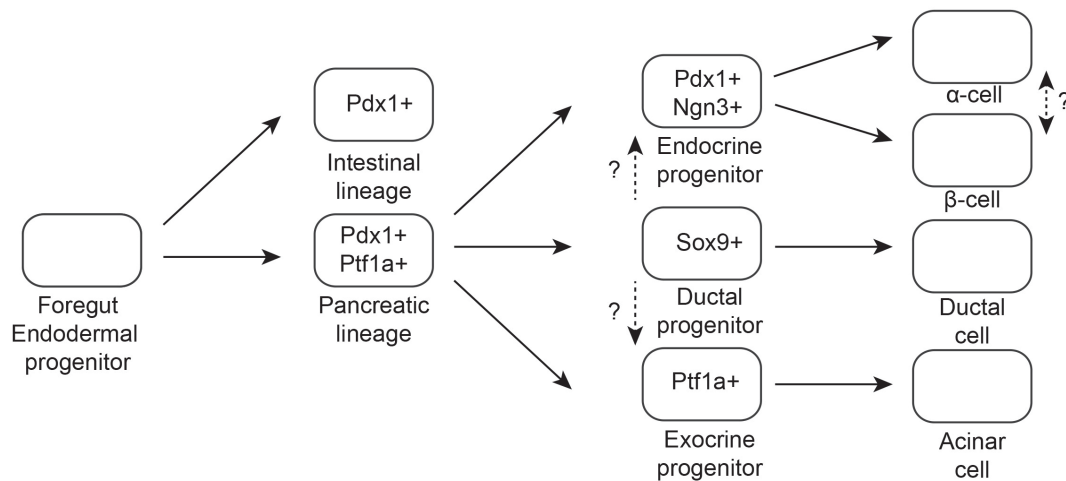 Pdx1+
Intestinal
lineage
Foregut
Endodermal
progenitor
Pdx1+
Ptf1a+
Pancreatic
lineage
Pdx1+
Ngn3+
Endocrine
progenitor
?
Sox9+
Ductal
progenitor
?
Ptf1a+
Exocrine
progenitor
α-cell
?
β-cell
Ductal
cell
Acinar
cell